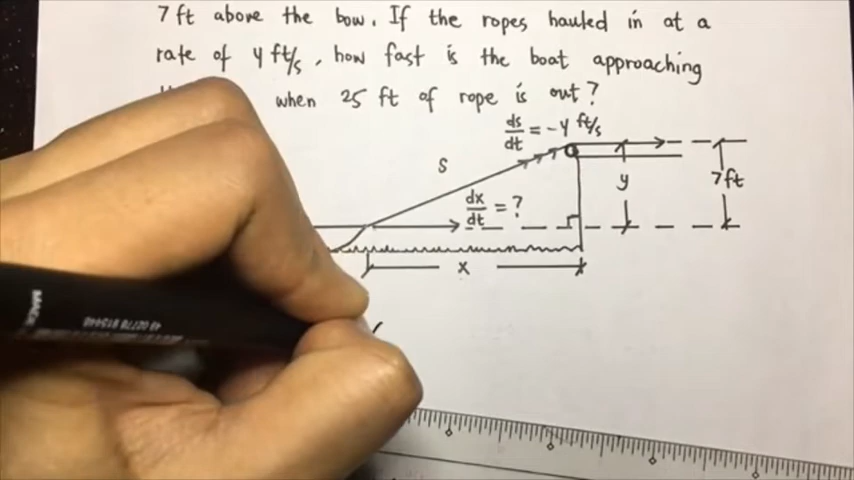 7 ft above the bow. If the ropes hauled in at a
rate of 4 ft/s, how fast is the boat approaching
when 25 ft of rope is out?
ds/dt = -4 ft/s
s
y
7ft
dx/dt = ?
x